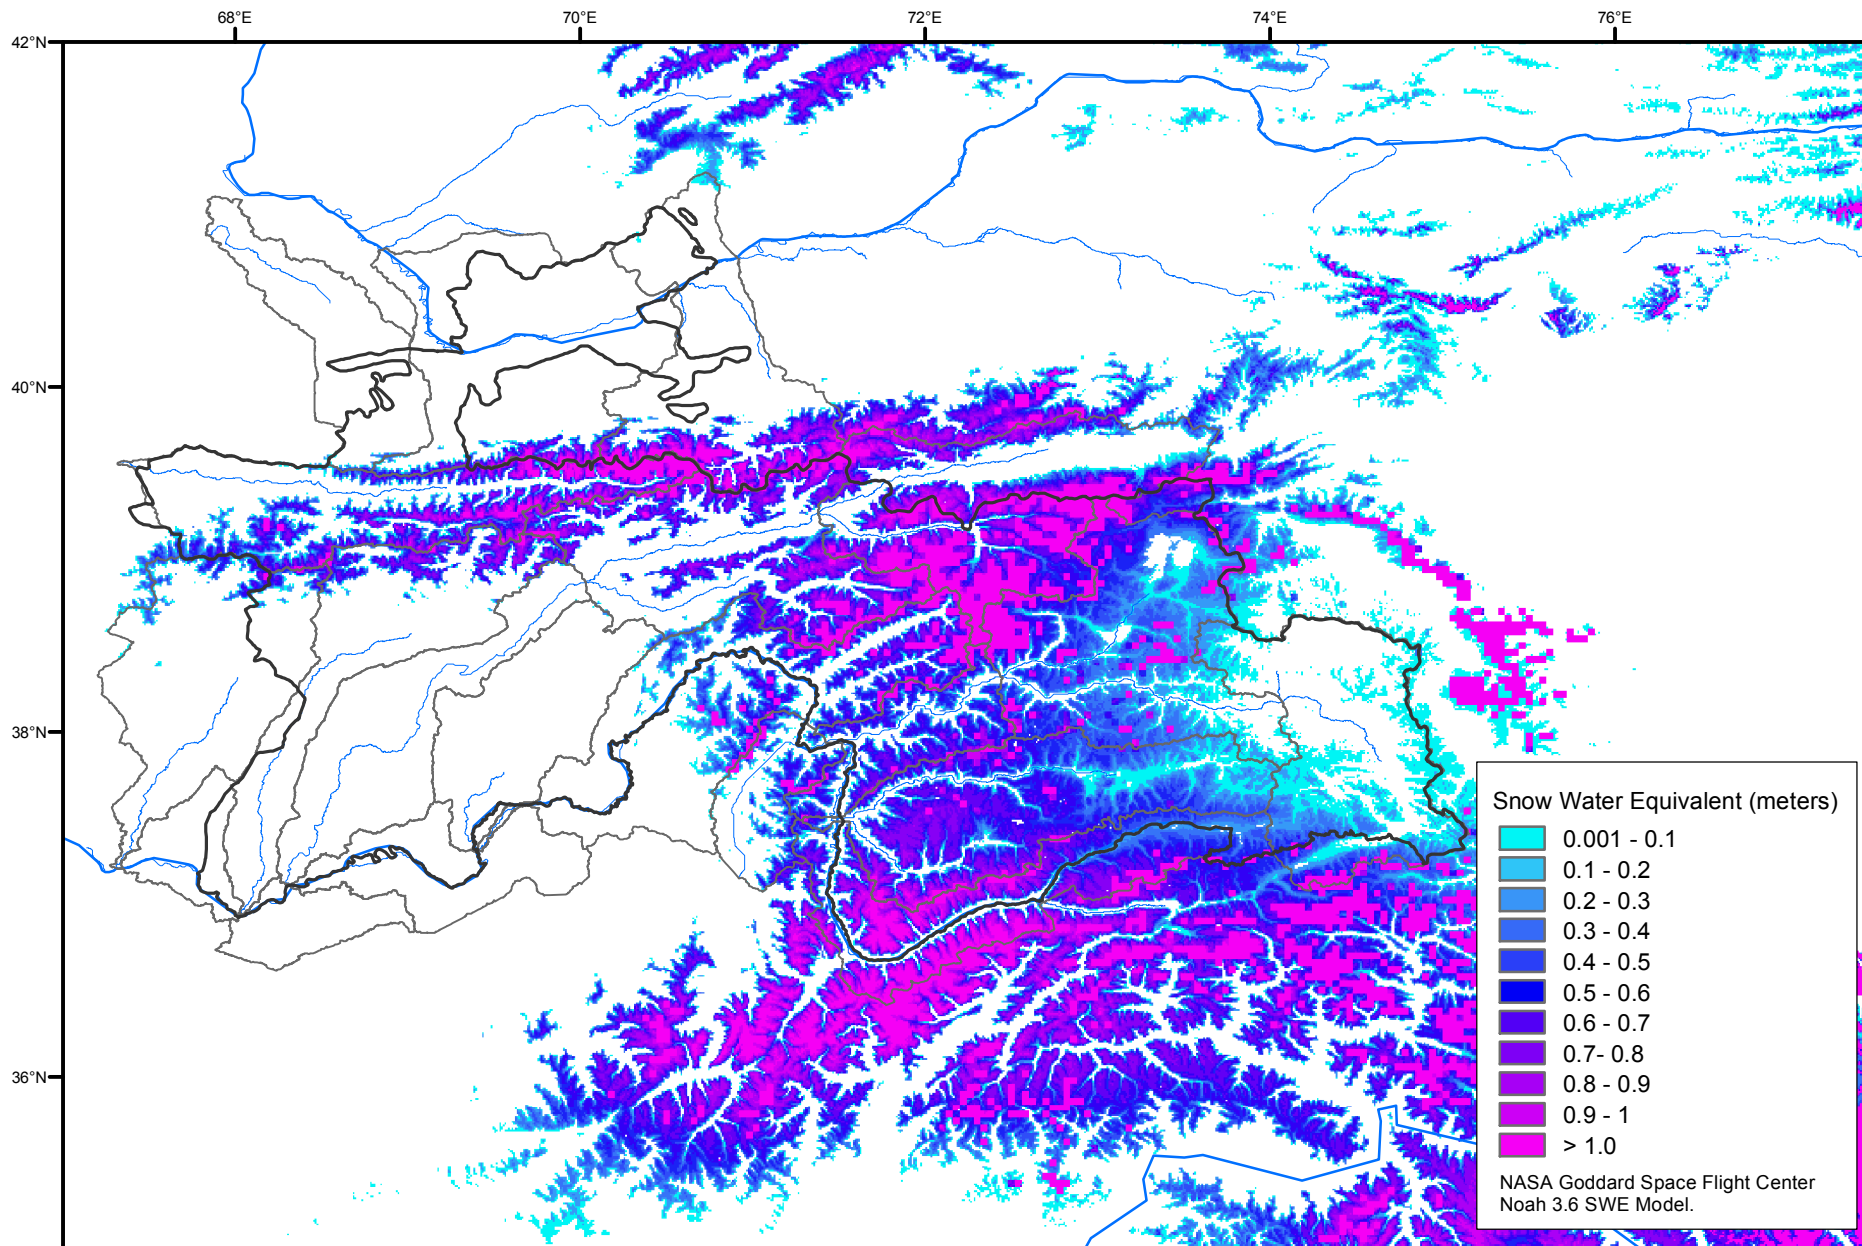 68°E
70°E
72°E
74°E
76°E
42°N
40°N
38°N
36°N
Snow Water Equivalent (meters)
0.001 - 0.1
0.1 - 0.2
0.2 - 0.3
0.3 - 0.4
0.4 - 0.5
0.5 - 0.6
0.6 - 0.7
0.7- 0.8
0.8 - 0.9
0.9 - 1
> 1.0
NASA Goddard Space Flight Center
Noah 3.6 SWE Model.